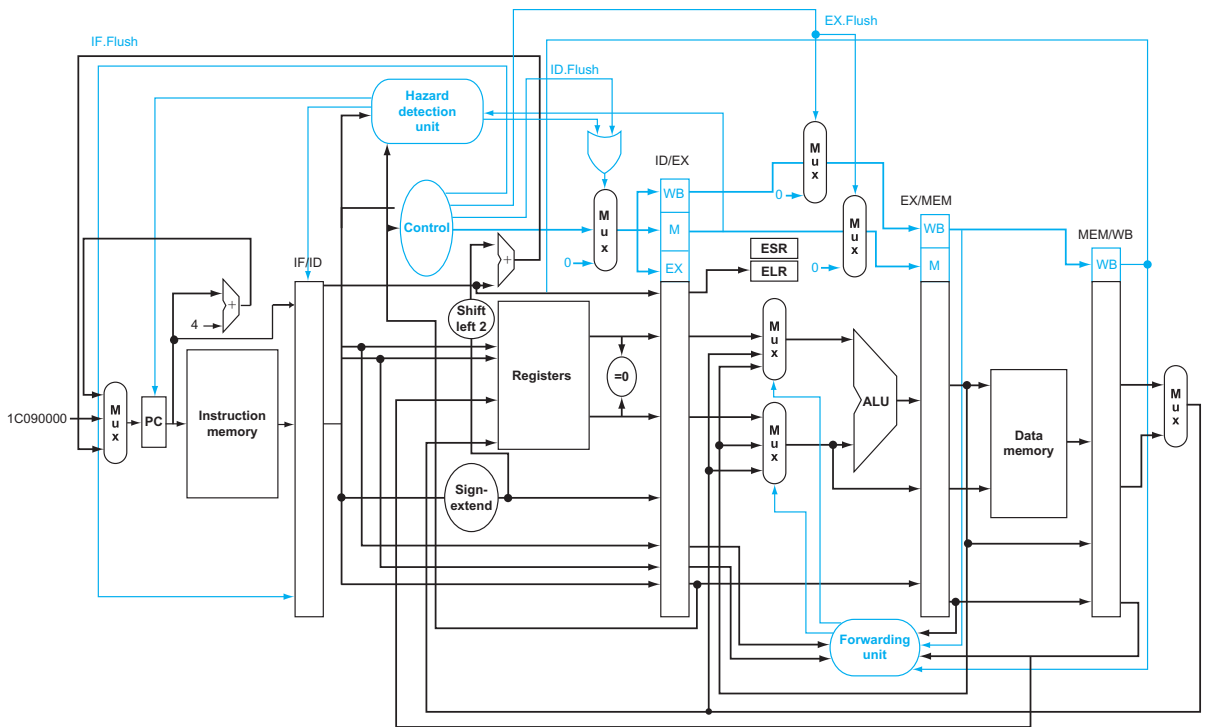 EX.Flush
IF.Flush
ID.Flush
Hazard
detection
unit
M
u
x
ID/EX
WB
0
Control
M
u
x
0
M
EX
M
u
x
0
EX/MEM
WB
M
MEM/WB
WB
ESR
ELR
IF/ID
+
+
4
Shift
left 2
M
u
x
Registers
=0
ALU
M
u
x
1C090000
M
u
x
PC
Instruction
memory
M
u
x
Data
memory
Sign-
extend
Forwarding
unit